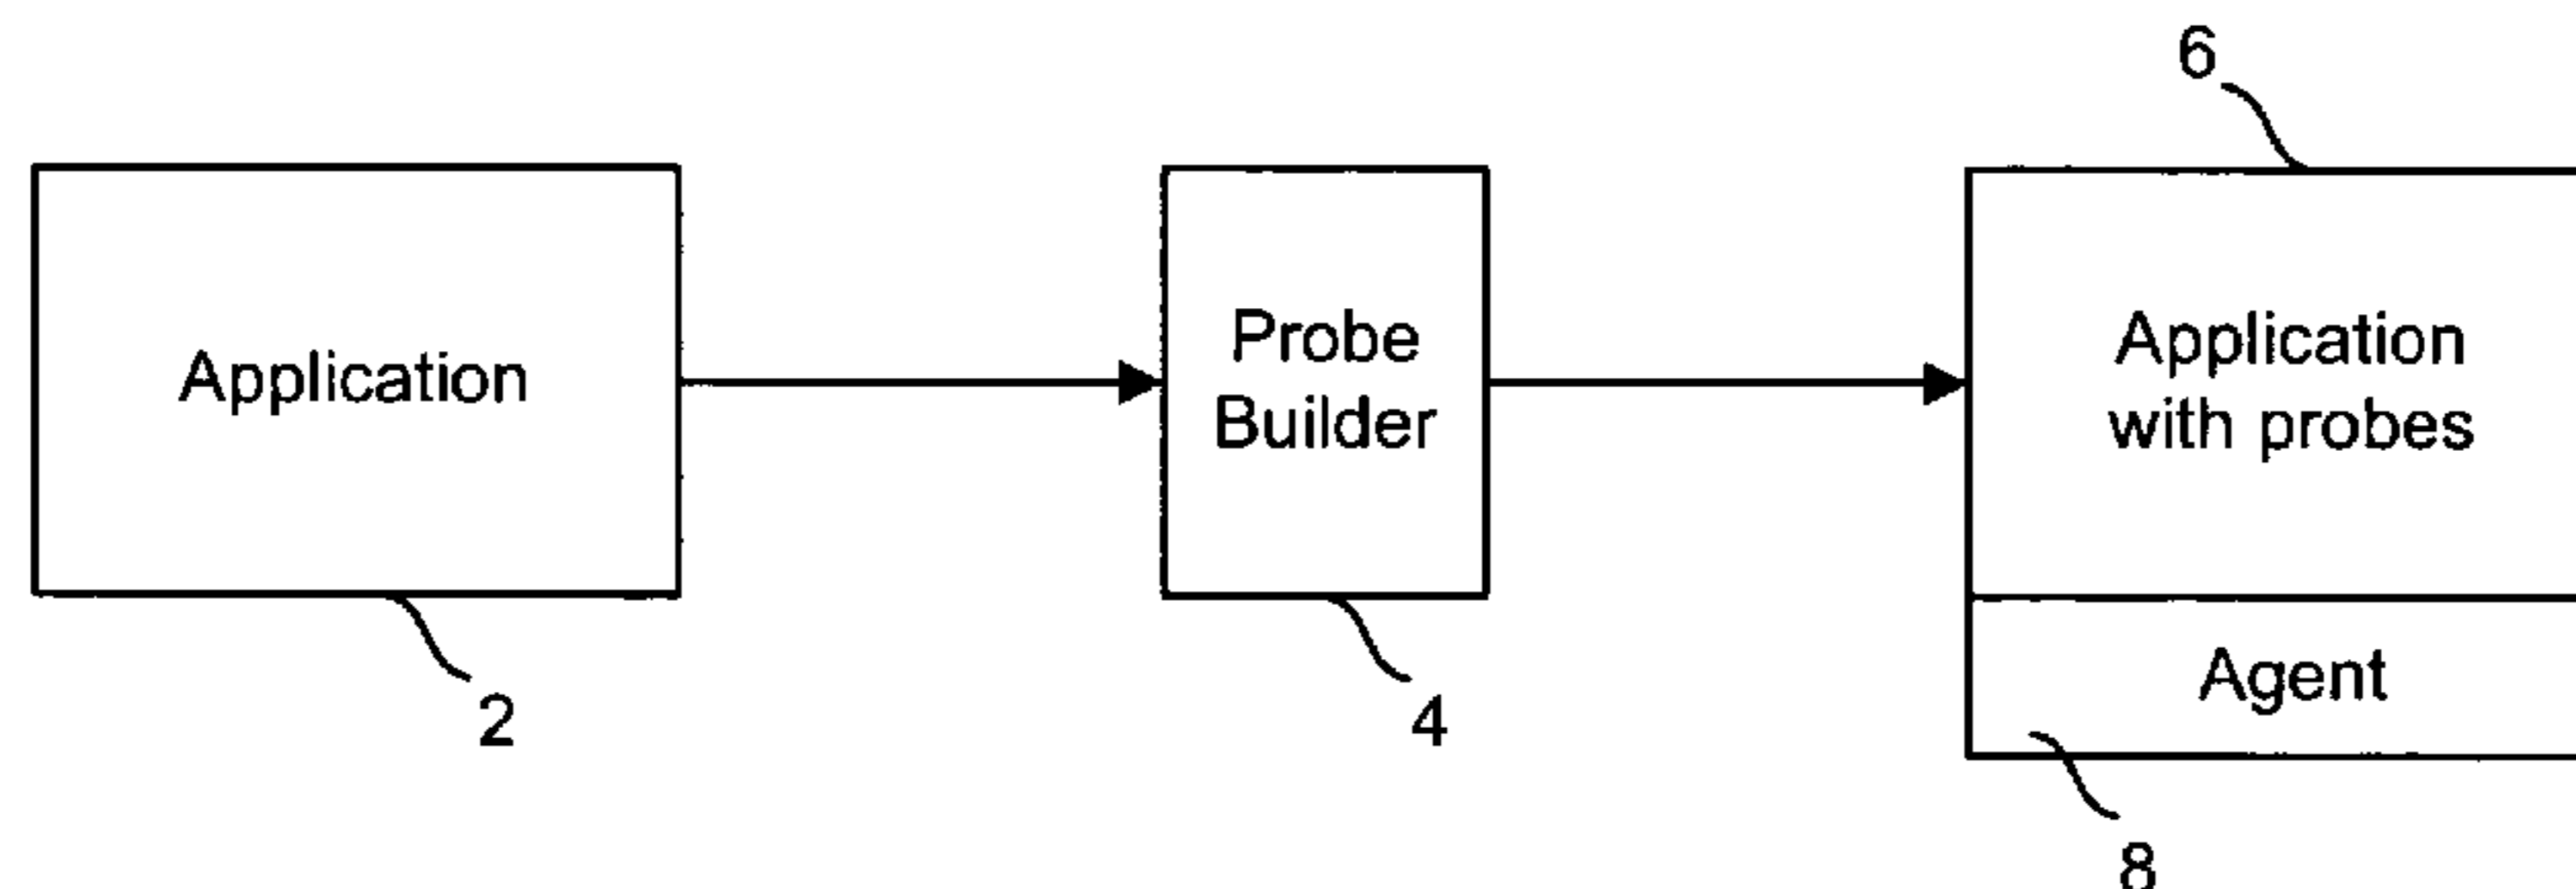 6
Application
Probe
Builder
Application
with probes
Agent
2
4
8